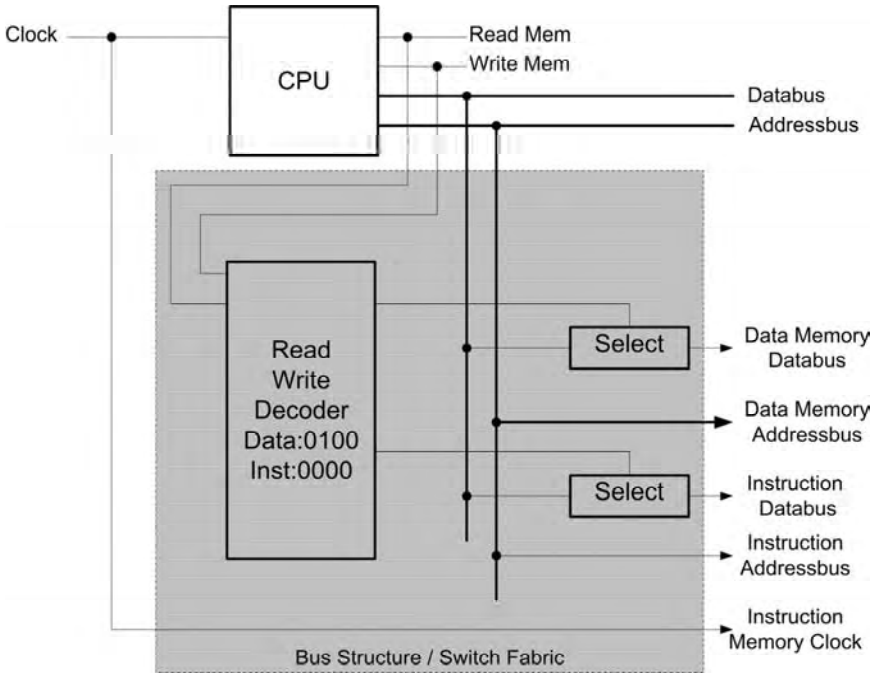 Clock
CPU
Read Mem
Write Mem
Databus
Addressbus
Read
Write
Decoder
Data:0100
Inst:0000
Select
Data Memory
Databus
Data Memory
Addressbus
Select
Instruction
Databus
Instruction
Addressbus
Instruction
Memory Clock
Bus Structure / Switch Fabric